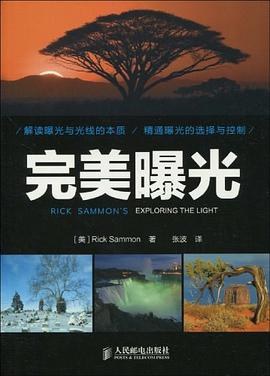 /解读曝光与光线的本质 / 精通曝光的选择与控制/
完美曝光
RICK SAMMON'S EXPLORING THE LIGHT
[美] Rick Sammon 著 张波 译
人民邮电出版社
POSTS & TELECOM PRESS